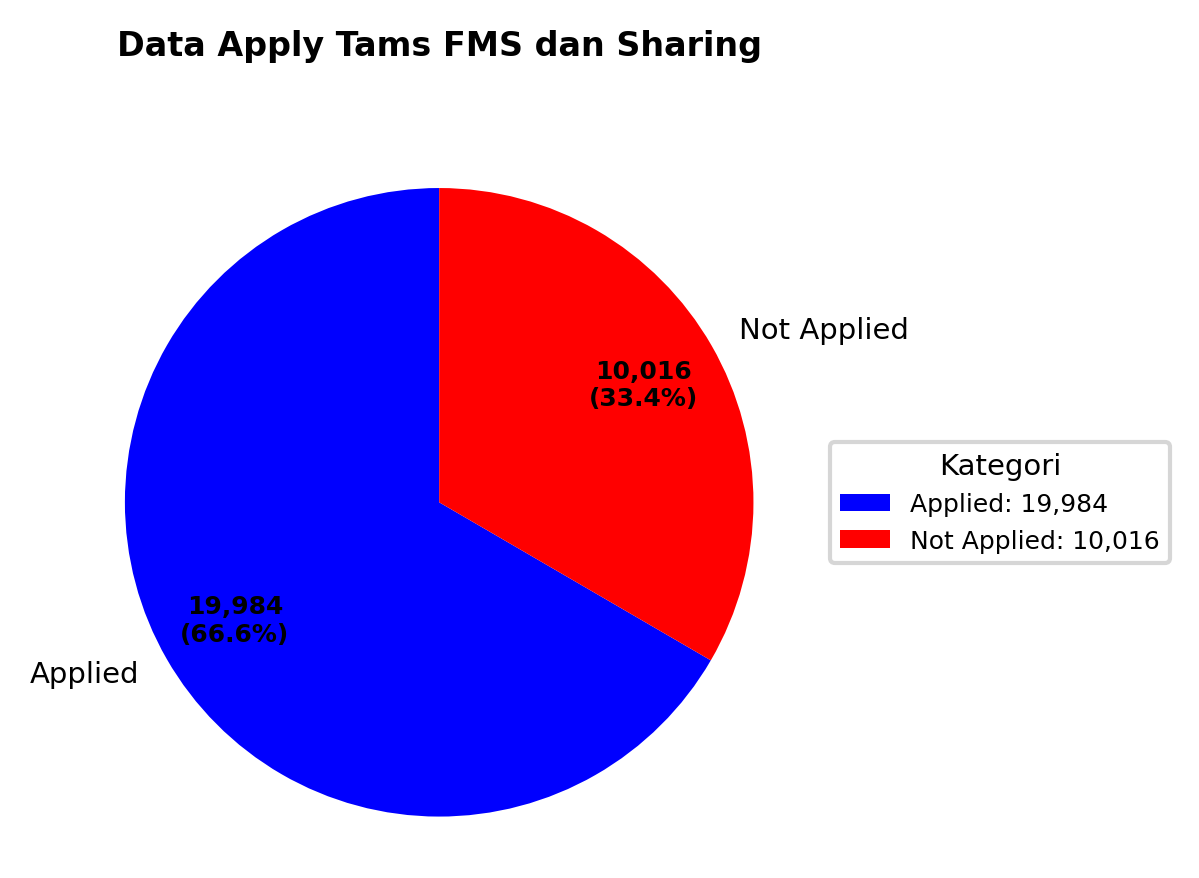 Data Apply Tams FMS dan Sharing
Not Applied
10,016
(33.4%)
Kategori
Applied: 19,984
Not Applied: 10,016
19,984
(66.6%)
Applied